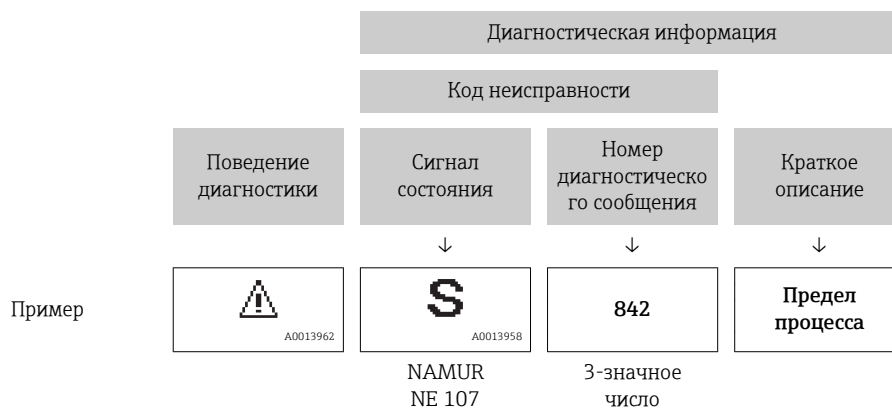 Диагностическая информация
Код неисправности
Поведение
диагностики
Сигнал
состояния
Номер
диагностическо
го сообщения
Краткое
описание
↓
↓
↓
Пример
A0013962
S
A0013958
842
Предел
процесса
NAMUR
NE 107
3-значное
число